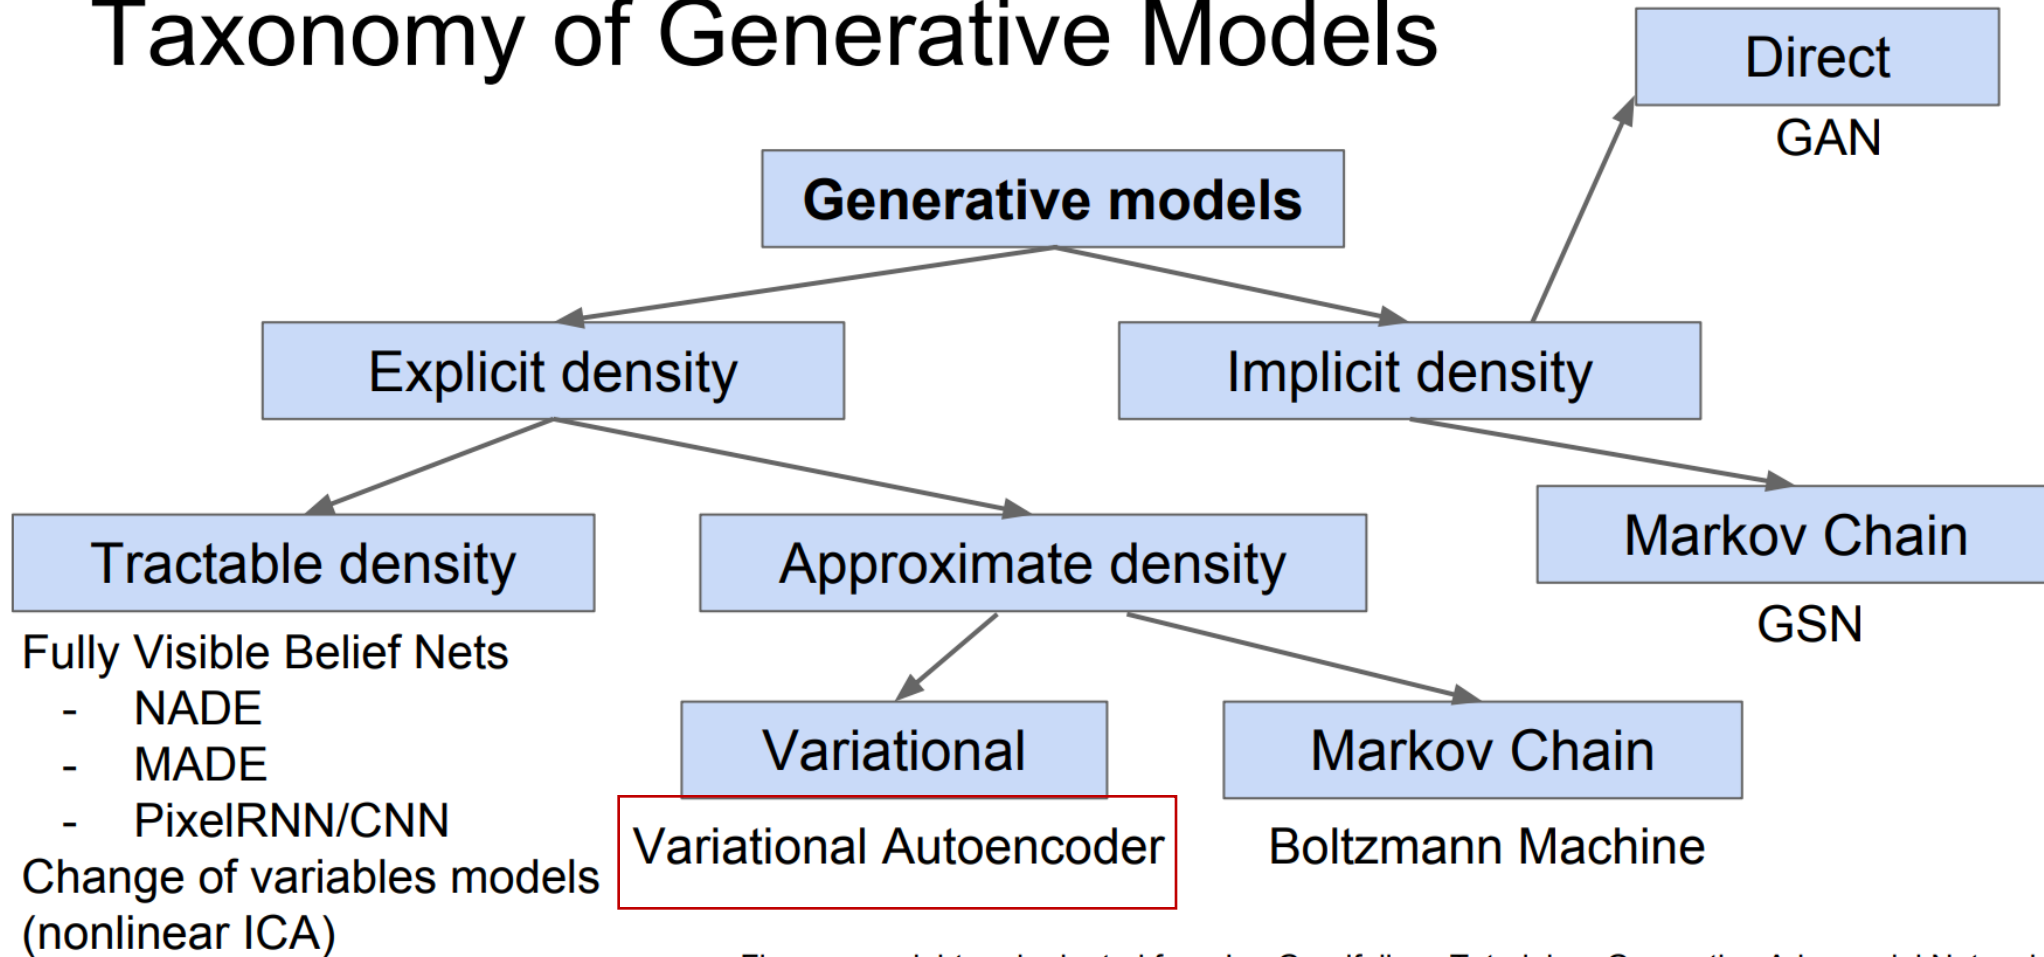 Taxonomy of Generative Models
Direct
GAN
Generative models
Explicit density
Implicit density
Tractable density
Approximate density
Markov Chain
GSN
Fully Visible Belief Nets
- NADE
- MADE
- PixelRNN/CNN
Change of variables models
(nonlinear ICA)
Variational
Markov Chain
Variational Autoencoder
Boltzmann Machine